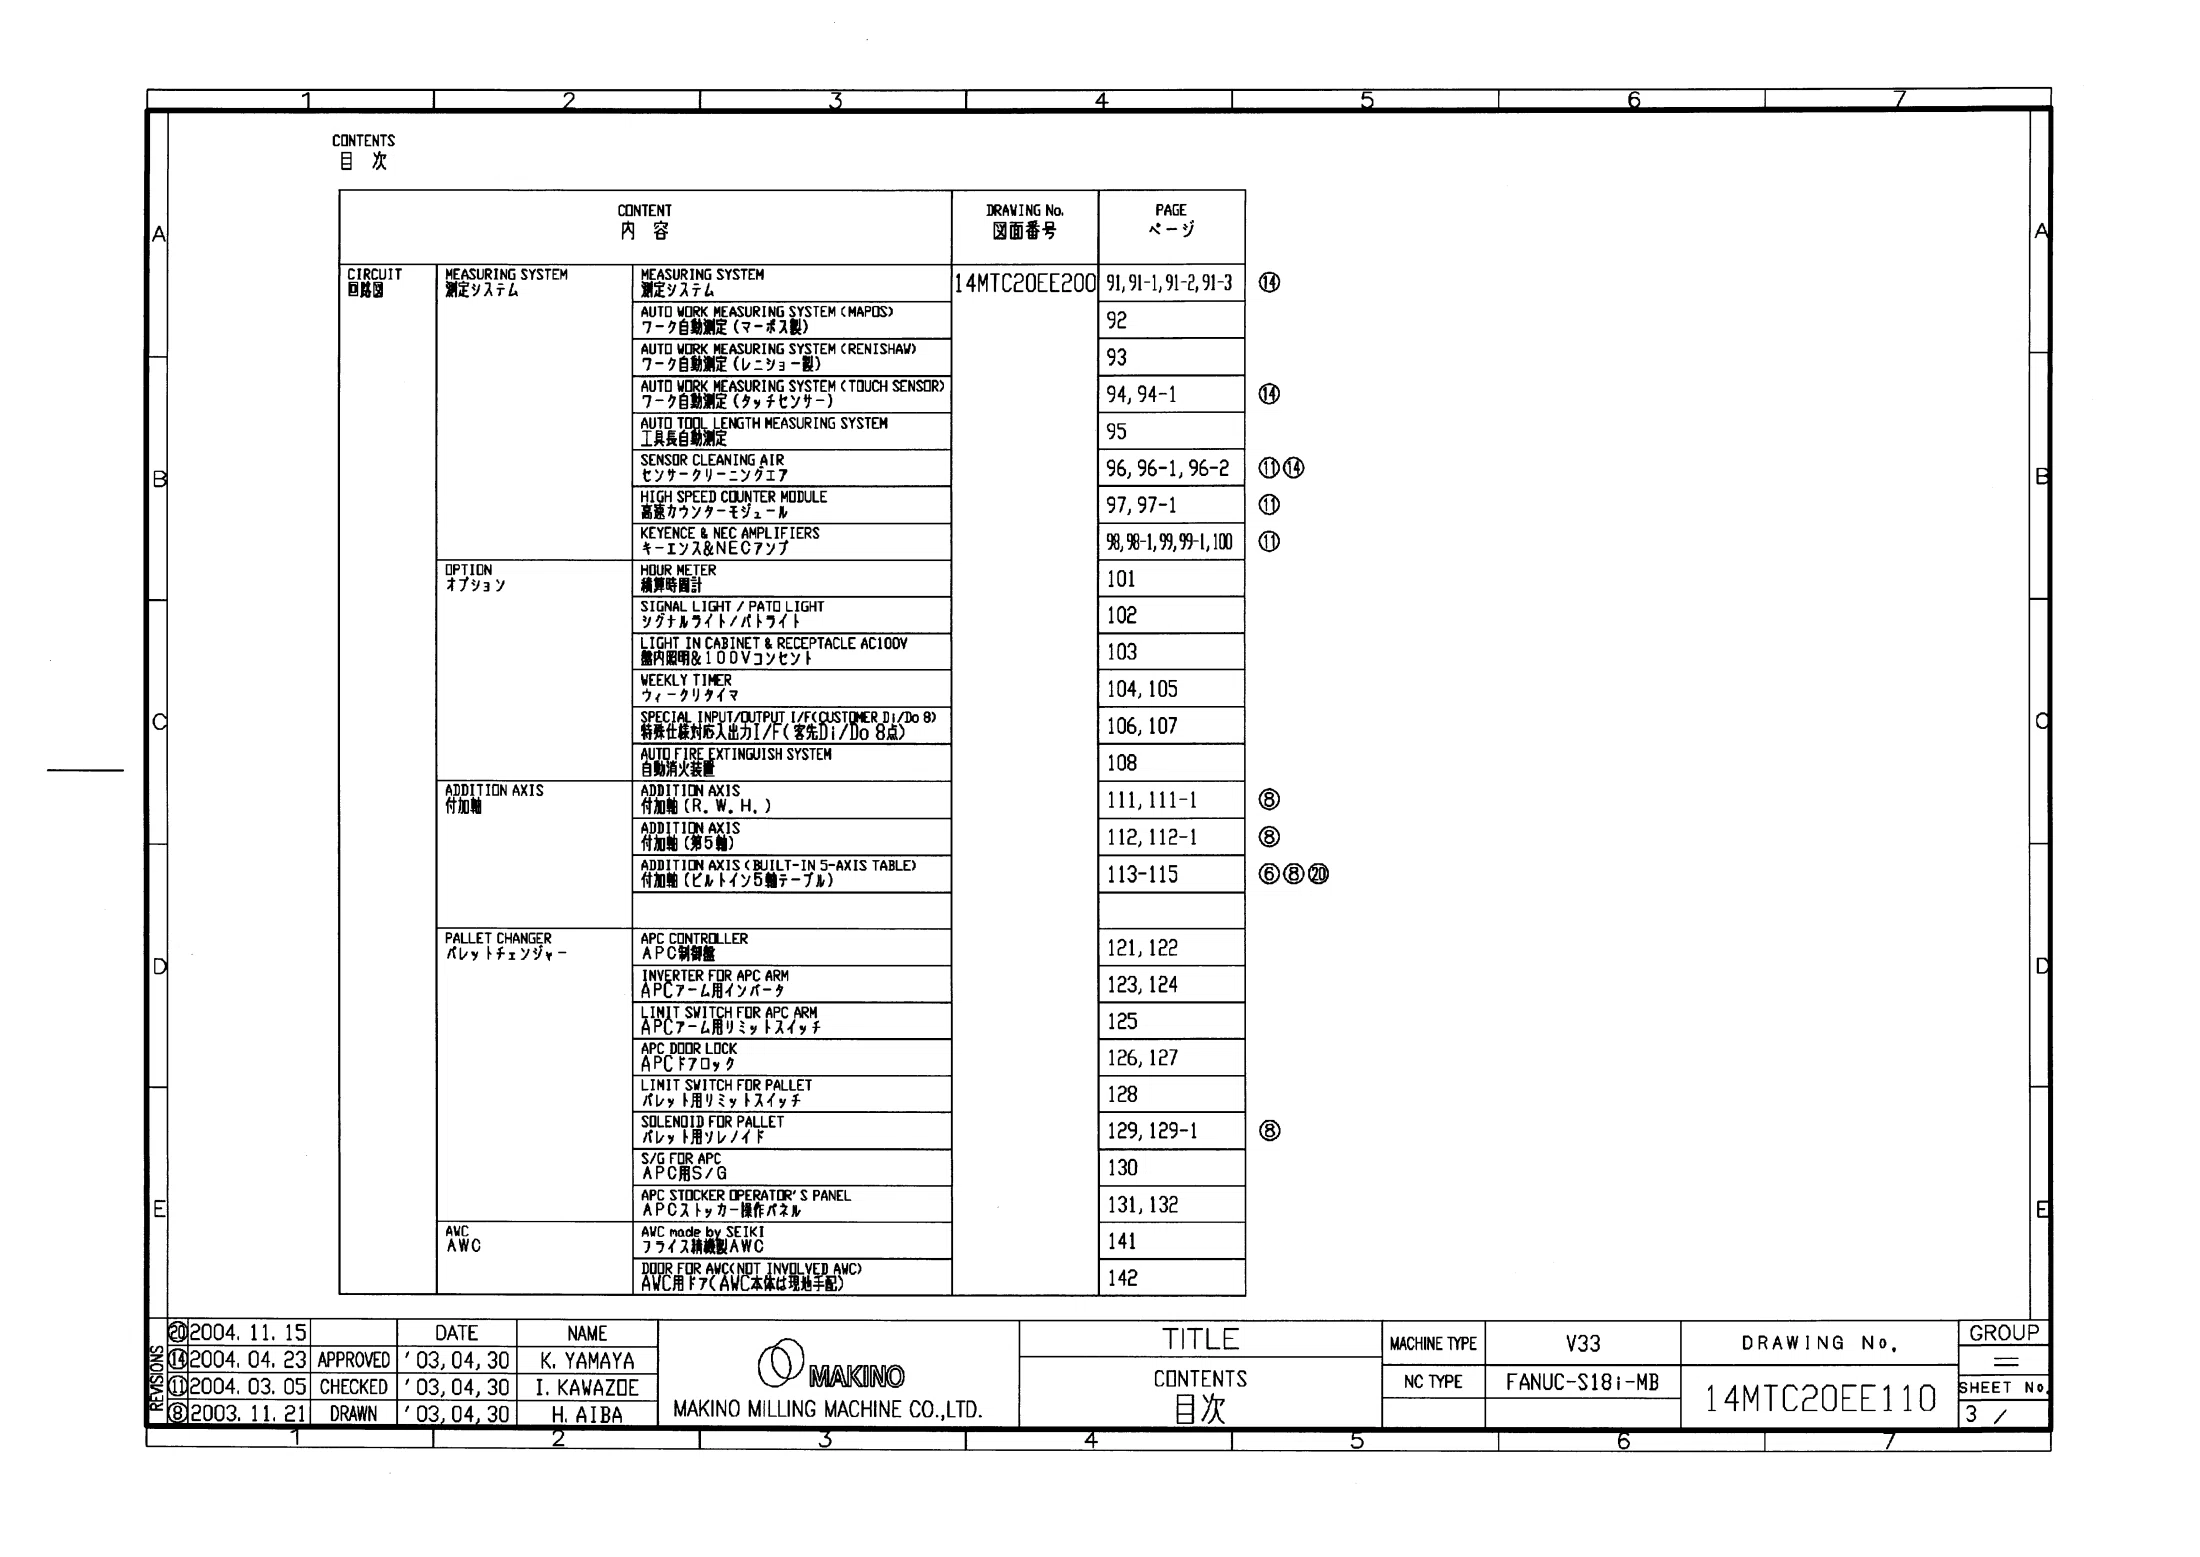 1 2 3 4 5 6 7
CONTENTS
目 次
CONTENT
内 容
DRAWING No.
図面番号
PAGE
ページ
CIRCUIT
回路図
MEASURING SYSTEM
測定システム
MEASURING SYSTEM
測定システム
14MTC20EE200
91, 91-1, 91-2, 91-3 ⑭
AUTO WORK MEASURING SYSTEM (MAPOS)
ワーク自動測定 (マーポス製)
92
AUTO WORK MEASURING SYSTEM (RENISHAW)
ワーク自動測定 (レニショー製)
93
AUTO WORK MEASURING SYSTEM (TOUCH SENSOR)
ワーク自動測定 (タッチセンサー)
94, 94-1 ⑭
AUTO TOOL LENGTH MEASURING SYSTEM
工具長自動測定
95
SENSOR CLEANING AIR
センサークリーニングエア
96, 96-1, 96-2 ⑪⑭
HIGH SPEED COUNTER MODULE
高速カウンターモジュール
97, 97-1 ⑪
KEYENCE & NEC AMPLIFIERS
キーエンス&NECアンプ
98, 98-1, 99, 99-1, 100 ⑪
OPTION
オプション
HOUR METER
積算時間計
101
SIGNAL LIGHT / PATO LIGHT
シグナルライト/パトライト
102
LIGHT IN CABINET & RECEPTACLE AC100V
盤内照明&100Vコンセント
103
WEEKLY TIMER
ウィークリタイマ
104, 105
SPECIAL INPUT/OUTPUT I/F(CUSTOMER Di/Do 8)
特殊仕様対応入出力I/F( 客先Di/Do 8点)
106, 107
AUTO FIRE EXTINGUISH SYSTEM
自動消火装置
108
ADDITION AXIS
付加軸
ADDITION AXIS
付加軸 (R. W. H. )
111, 111-1 ⑧
ADDITION AXIS
付加軸 (第5軸)
112, 112-1 ⑧
ADDITION AXIS (BUILT-IN 5-AXIS TABLE)
付加軸 (ビルトイン5軸テーブル)
113-115 ⑥⑧⑳
PALLET CHANGER
パレットチェンジャー
APC CONTROLLER
APC制御盤
121, 122
INVERTER FOR APC ARM
APCアーム用インバータ
123, 124
LIMIT SWITCH FOR APC ARM
APCアーム用リミットスイッチ
125
APC DOOR LOCK
APCドアロック
126, 127
LIMIT SWITCH FOR PALLET
パレット用リミットスイッチ
128
SOLENOID FOR PALLET
パレット用ソレノイド
129, 129-1 ⑧
S/G FOR APC
APC用S/G
130
APC STOCKER OPERATOR'S PANEL
APCストッカー操作パネル
131, 132
AWC
AWC
AWC made by SEIKI
フライス精機製AWC
141
DOOR FOR AWC(NOT INVOLVED AWC)
AWC用ドア( AWC本体は現地手配)
142
A A
B B
C C
D D
E E
REVISIONS
⑳ 2004. 11. 15 DATE NAME
⑭ 2004. 04. 23 APPROVED '03, 04, 30 K. YAMAYA
⑪ 2004. 03. 05 CHECKED '03, 04, 30 I. KAWAZOE
⑧ 2003. 11. 21 DRAWN '03, 04, 30 H. AIBA
MAKINO
MAKINO MILLING MACHINE CO.,LTD.
TITLE
CONTENTS
目次
MACHINE TYPE V33
NC TYPE FANUC-S18i-MB
DRAWING No.
14MTC20EE110
GROUP
=
SHEET No.
3 /
1 2 3 4 5 6 7